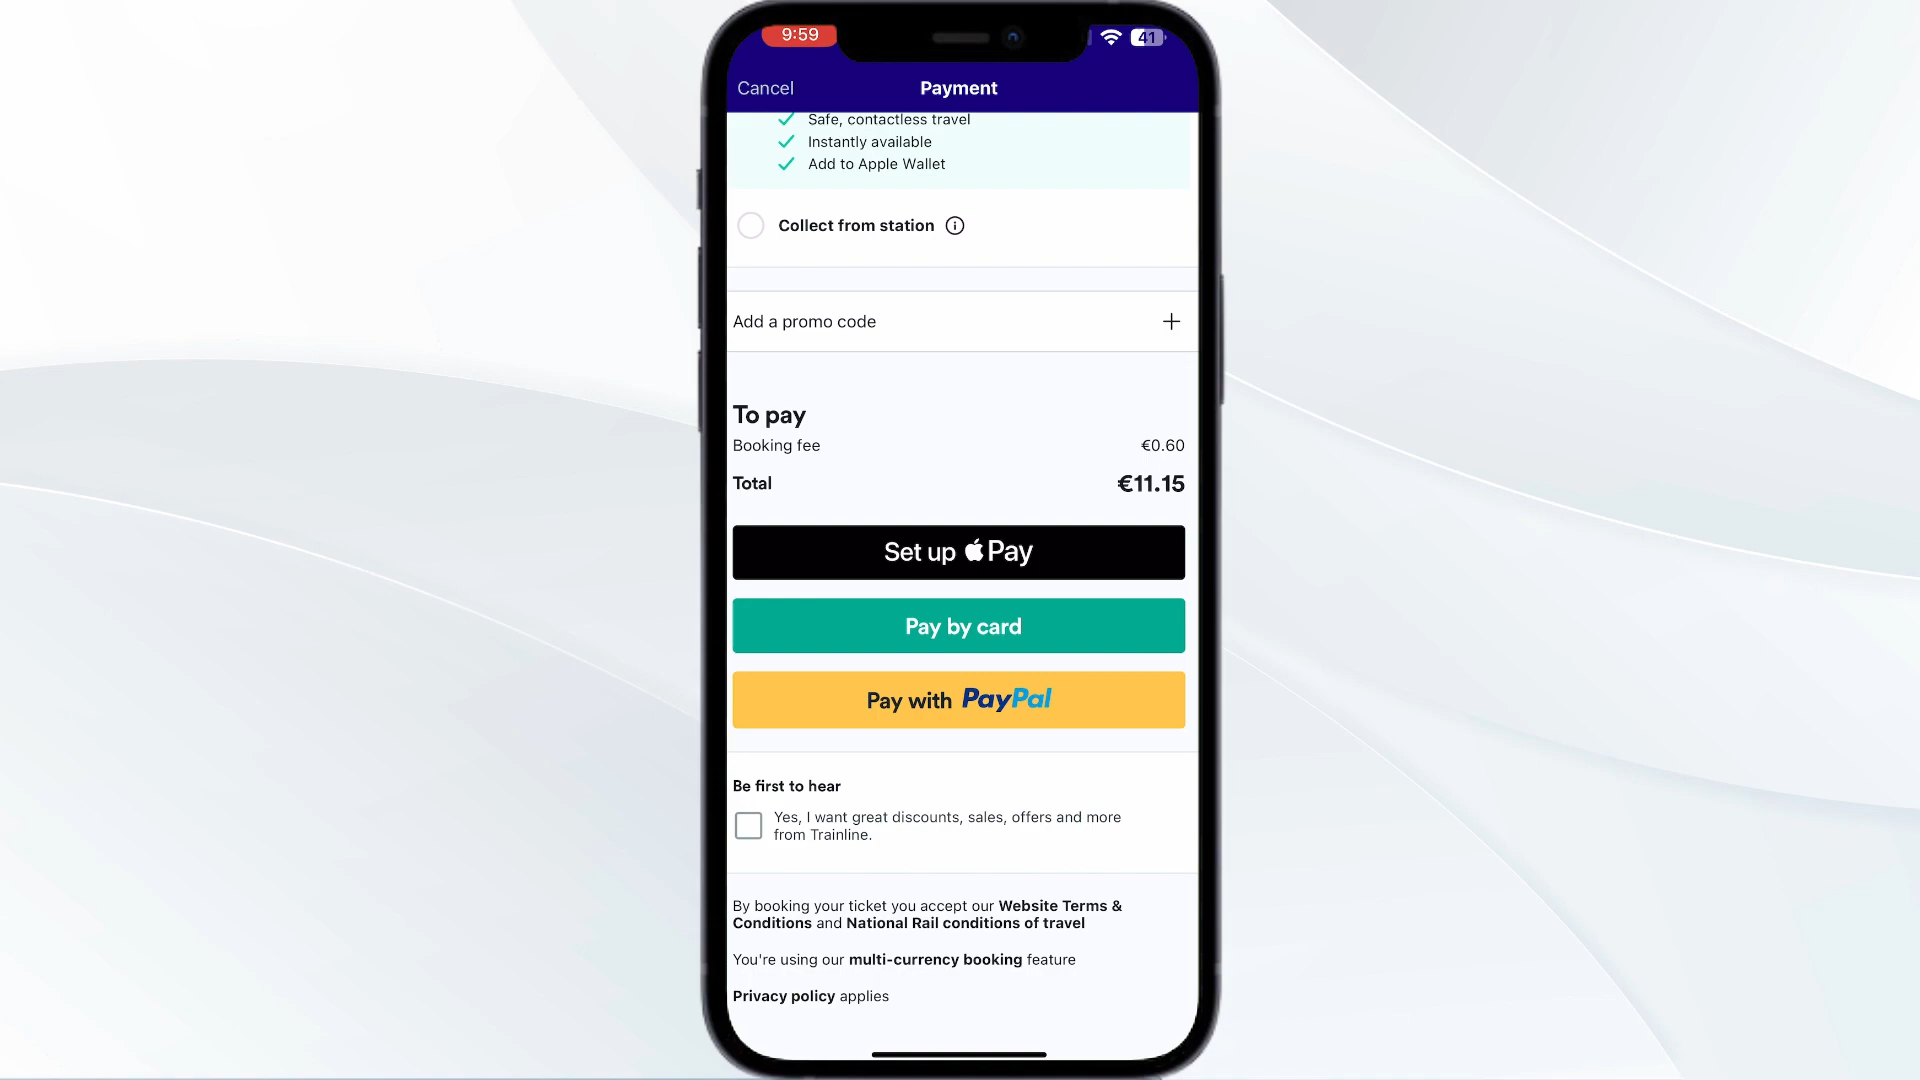 9:59
41
Cancel
Payment
Safe, contactless travel
Instantly available
Add to Apple Wallet
Collect from station
Add a promo code
To pay
Booking fee €0.60
Total €11.15
Set up Pay
Pay by card
Pay with PayPal
Be first to hear
Yes, I want great discounts, sales, offers and more
from Trainline.
By booking your ticket you accept our Website Terms &
Conditions and National Rail conditions of travel
You're using our multi-currency booking feature
Privacy policy applies